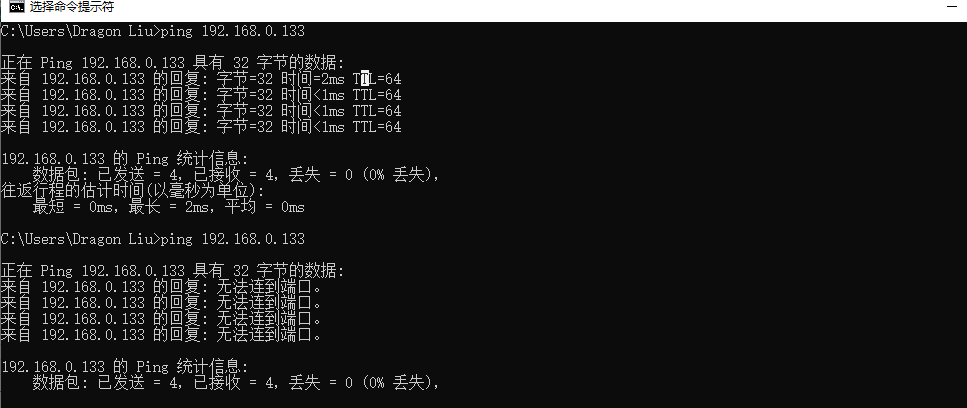 选择命令提示符
C:\Users\Dragon Liu>ping 192.168.0.133
正在 Ping 192.168.0.133 具有 32 字节的数据:
来自 192.168.0.133 的回复: 字节=32 时间=2ms TTL=64
来自 192.168.0.133 的回复: 字节=32 时间<1ms TTL=64
来自 192.168.0.133 的回复: 字节=32 时间<1ms TTL=64
来自 192.168.0.133 的回复: 字节=32 时间<1ms TTL=64
192.168.0.133 的 Ping 统计信息:
数据包: 已发送 = 4, 已接收 = 4, 丢失 = 0 (0% 丢失),
往返行程的估计时间(以毫秒为单位):
最短 = 0ms, 最长 = 2ms, 平均 = 0ms
C:\Users\Dragon Liu>ping 192.168.0.133
正在 Ping 192.168.0.133 具有 32 字节的数据:
来自 192.168.0.133 的回复: 无法连到端口。
来自 192.168.0.133 的回复: 无法连到端口。
来自 192.168.0.133 的回复: 无法连到端口。
来自 192.168.0.133 的回复: 无法连到端口。
192.168.0.133 的 Ping 统计信息:
数据包: 已发送 = 4, 已接收 = 4, 丢失 = 0 (0% 丢失),